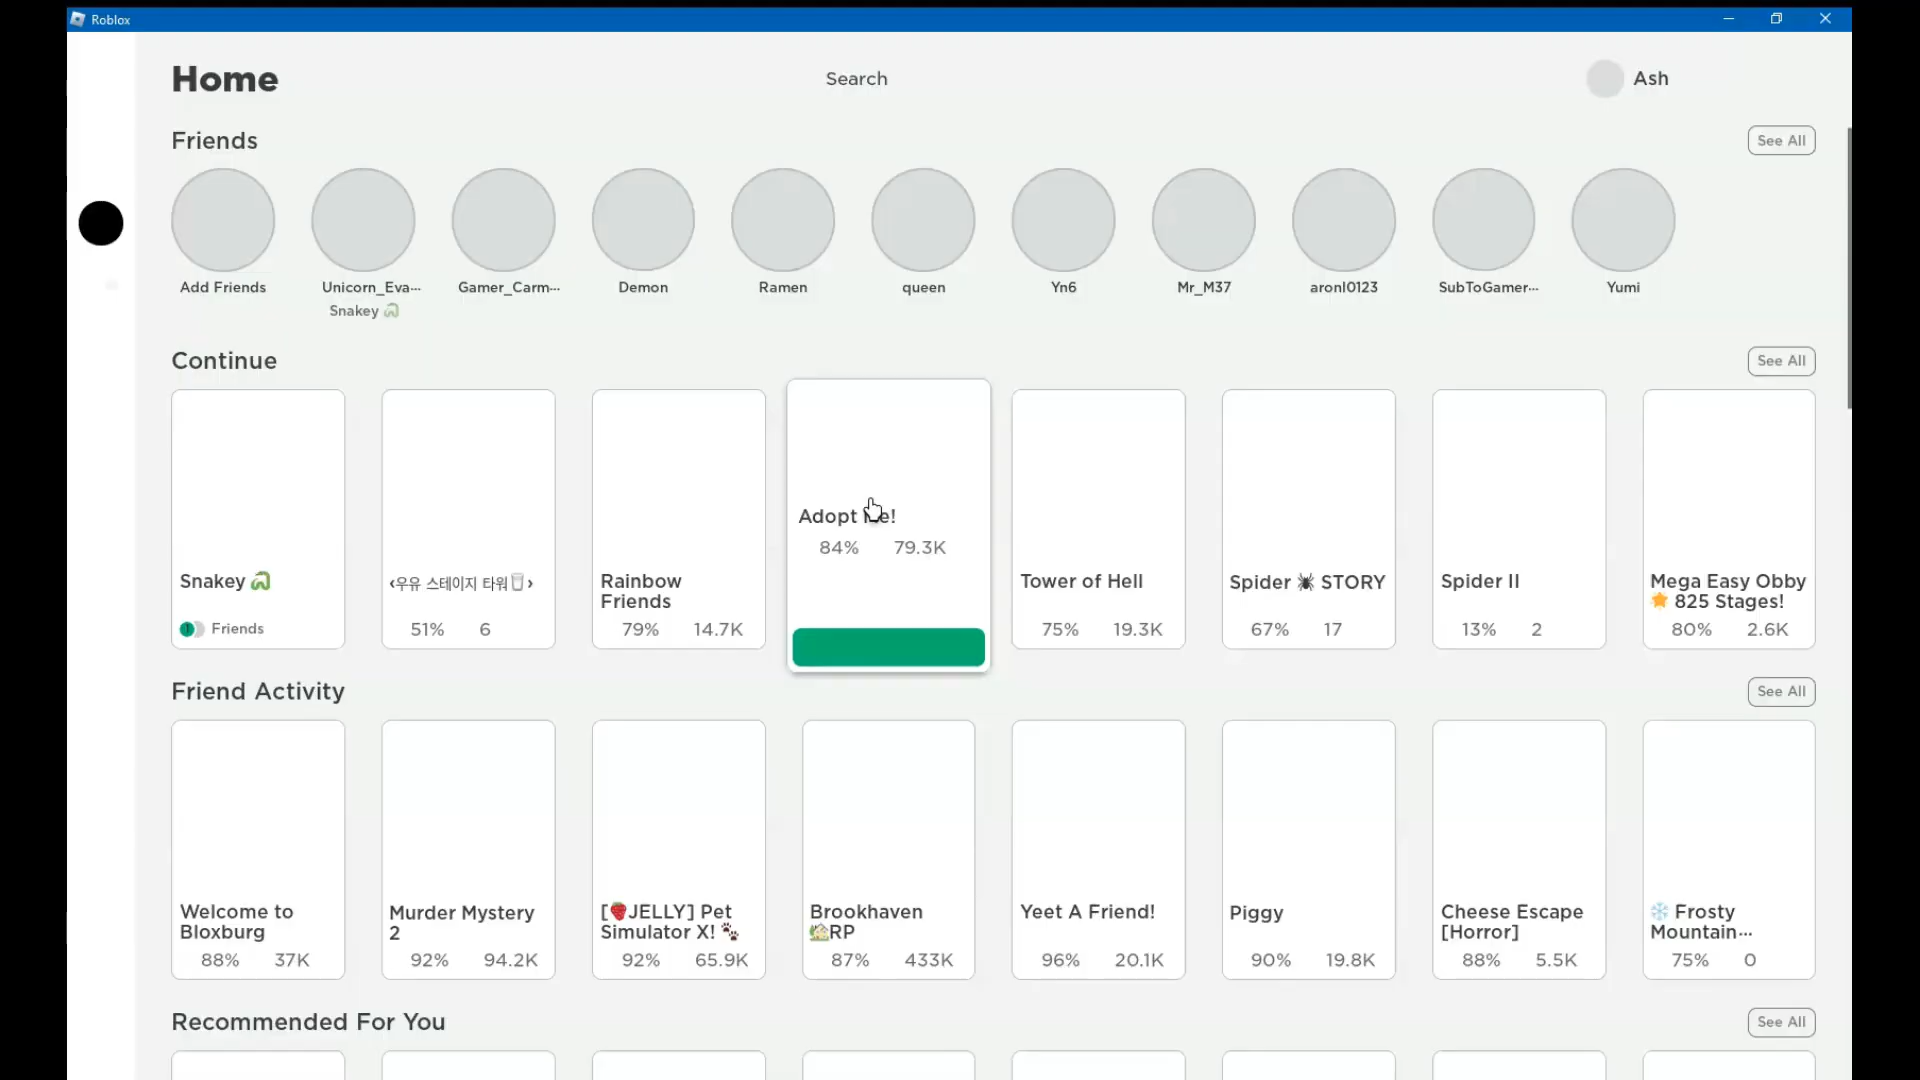 Roblox
Home
Search
Ash
Friends
See All
Add Friends
Unicorn_Eva...
Gamer_Carm...
Demon
Ramen
queen
Yn6
Mr_M37
aronl0123
SubToGamer...
Yumi
Snakey 🐍
Continue
See All
Snakey 🐍
Friends
<우유 스테이지 타워🥛>
51% 6
Rainbow
Friends
79% 14.7K
Adopt Me!
84% 79.3K
Tower of Hell
75% 19.3K
Spider 🕷 STORY
67% 17
Spider II
13% 2
Mega Easy Obby
⭐ 825 Stages!
80% 2.6K
Friend Activity
See All
Welcome to
Bloxburg
88% 37K
Murder Mystery
2
92% 94.2K
[🍓JELLY] Pet
Simulator X! 🐾
92% 65.9K
Brookhaven
🏡RP
87% 433K
Yeet A Friend!
96% 20.1K
Piggy
90% 19.8K
Cheese Escape
[Horror]
88% 5.5K
❄️ Frosty
Mountain...
75% 0
Recommended For You
See All